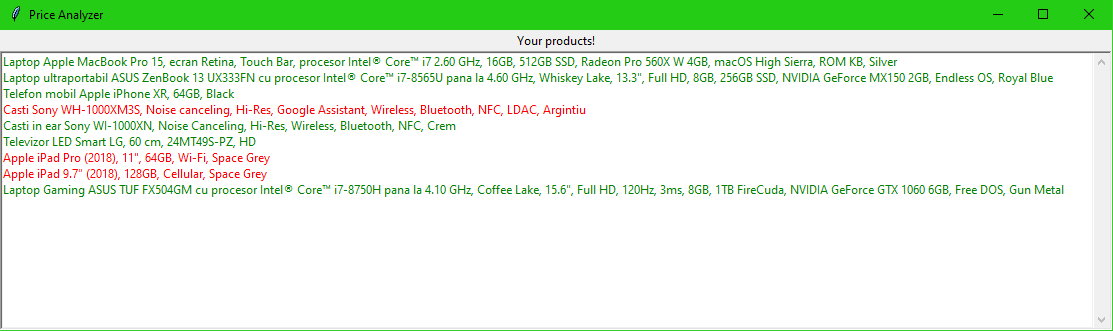 Price Analyzer
Your products!
Laptop Apple MacBook Pro 15, ecran Retina, Touch Bar, procesor Intel® Core™ i7 2.60 GHz, 16GB, 512GB SSD, Radeon Pro 560X W 4GB, macOS High Sierra, ROM KB, Silver
Laptop ultraportabil ASUS ZenBook 13 UX333FN cu procesor Intel® Core™ i7-8565U pana la 4.60 GHz, Whiskey Lake, 13.3", Full HD, 8GB, 256GB SSD, NVIDIA GeForce MX150 2GB, Endless OS, Royal Blue
Telefon mobil Apple iPhone XR, 64GB, Black
Casti Sony WH-1000XM3S, Noise canceling, Hi-Res, Google Assistant, Wireless, Bluetooth, NFC, LDAC, Argintiu
Casti in ear Sony WI-1000XN, Noise Canceling, Hi-Res, Wireless, Bluetooth, NFC, Crem
Televizor LED Smart LG, 60 cm, 24MT49S-PZ, HD
Apple iPad Pro (2018), 11", 64GB, Wi-Fi, Space Grey
Apple iPad 9.7" (2018), 128GB, Cellular, Space Grey
Laptop Gaming ASUS TUF FX504GM cu procesor Intel® Core™ i7-8750H pana la 4.10 GHz, Coffee Lake, 15.6", Full HD, 120Hz, 3ms, 8GB, 1TB FireCuda, NVIDIA GeForce GTX 1060 6GB, Free DOS, Gun Metal